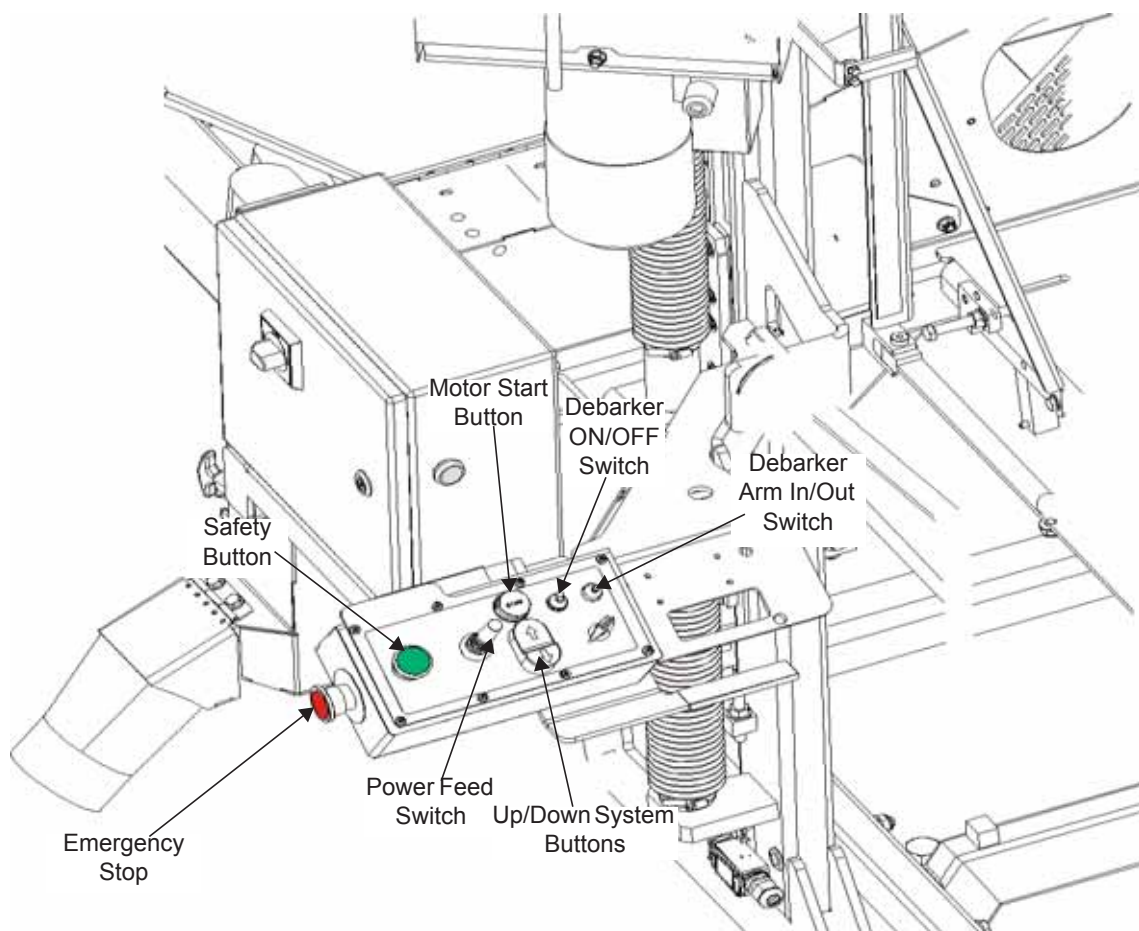 Motor Start
Button
Debarker
ON/OFF
Switch
Debarker
Arm In/Out
Switch
Safety
Button
Power Feed
Switch
Up/Down System
Buttons
Emergency
Stop